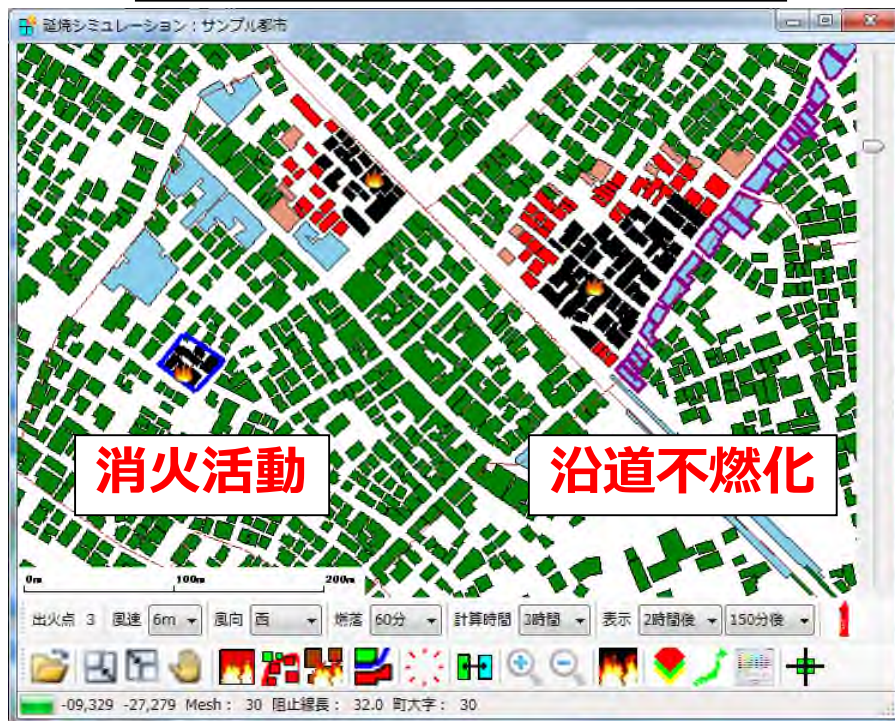 延焼シミュレーション：サンプル都市
消火活動
沿道不燃化
0m 100m 200m
出火点 3 風速 6m 風向 西 燃落 60分 計算時間 3時間 表示 2時間後 150分後
-09,329 -27,279 Mesh： 30 阻止線長： 32.0 町大字： 30